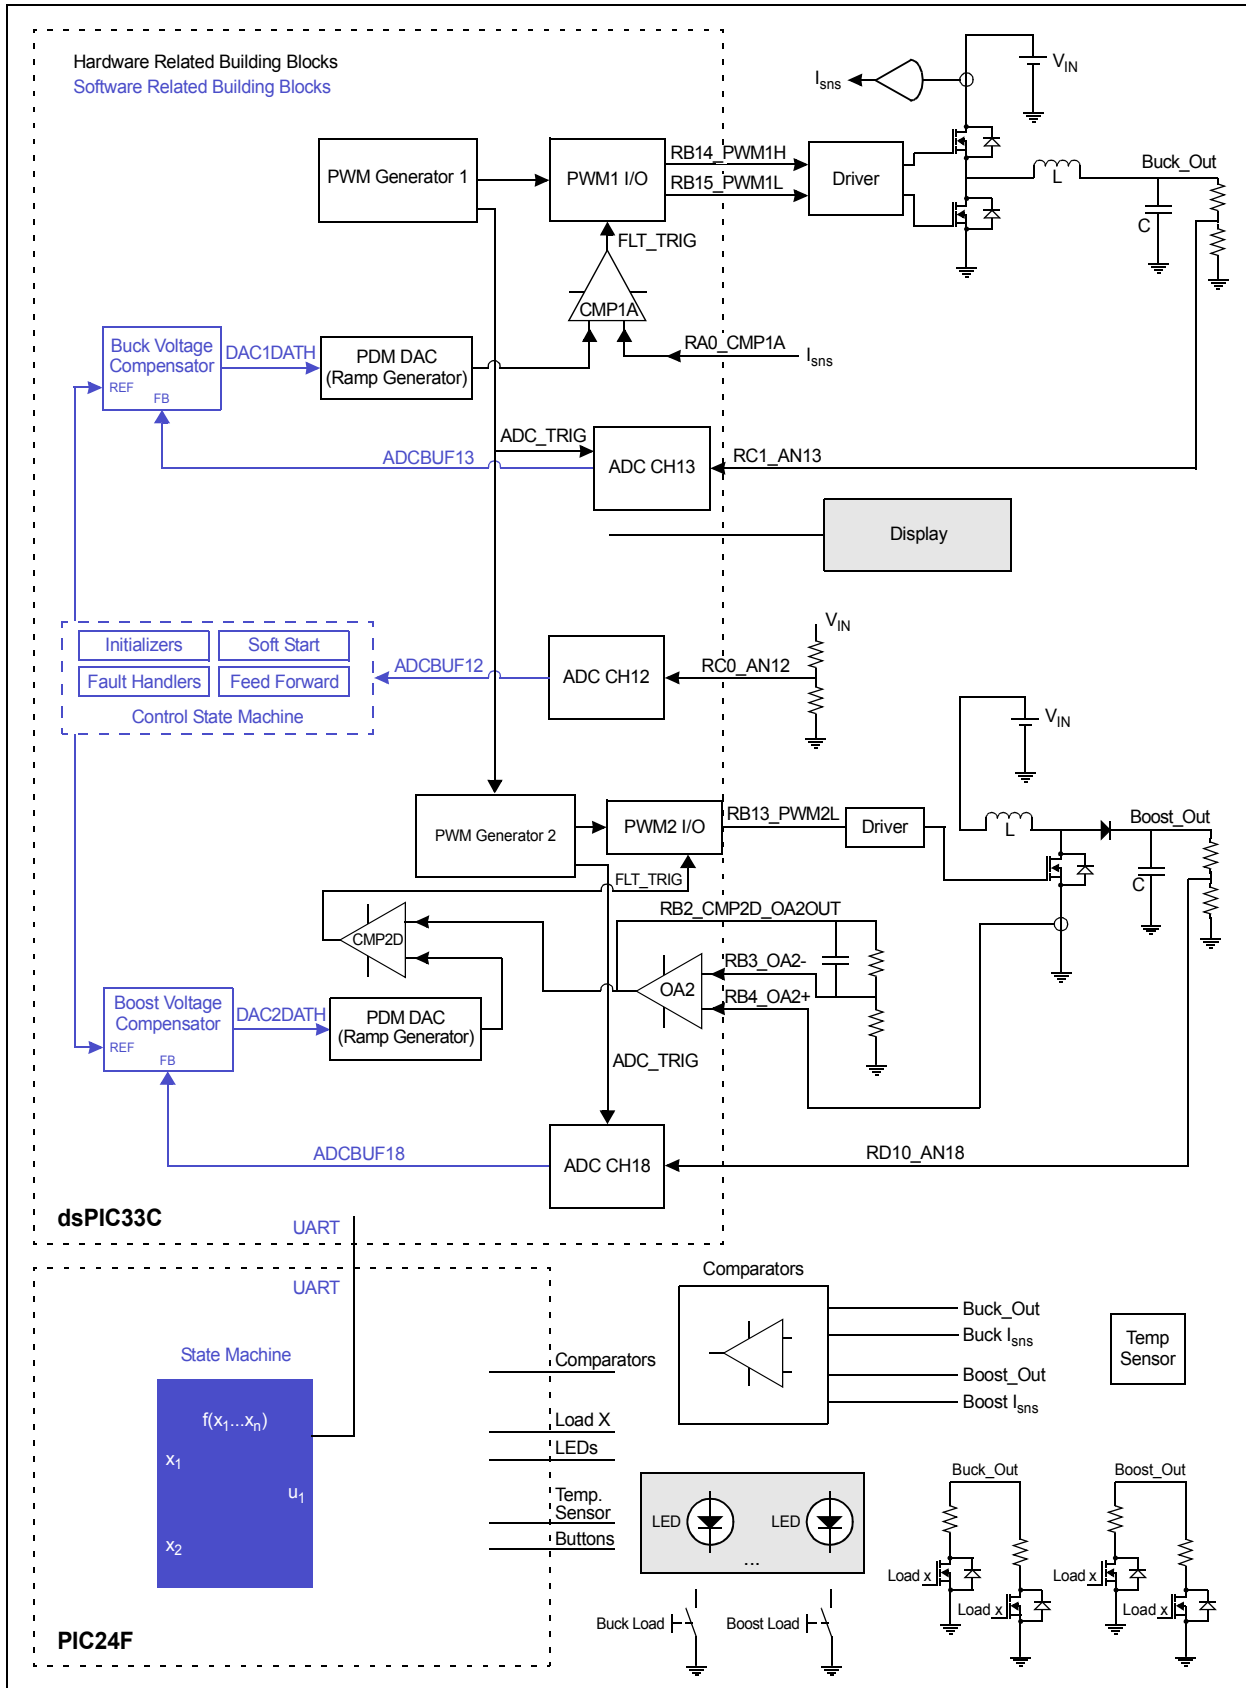 Hardware Related Building Blocks
Software Related Building Blocks
Isns
VIN
PWM Generator 1
PWM1 I/O
RB14_PWM1H
RB15_PWM1L
Driver
L
Buck_Out
C
FLT_TRIG
CMP1A
Buck Voltage
Compensator
REF
FB
DAC1DATH
PDM DAC
(Ramp Generator)
RA0_CMP1A
Isns
ADC_TRIG
ADCBUF13
ADC CH13
RC1_AN13
Display
Initializers
Soft Start
Fault Handlers
Feed Forward
Control State Machine
ADCBUF12
ADC CH12
RC0_AN12
VIN
VIN
PWM Generator 2
PWM2 I/O
RB13_PWM2L
Driver
L
Boost_Out
C
FLT_TRIG
CMP2D
RB2_CMP2D_OA2OUT
RB3_OA2-
RB4_OA2+
OA2
Boost Voltage
Compensator
REF
FB
DAC2DATH
PDM DAC
(Ramp Generator)
ADC_TRIG
ADCBUF18
ADC CH18
RD10_AN18
dsPIC33C
UART
UART
State Machine
f(x1...xn)
x1
u1
x2
PIC24F
Comparators
Load X
LEDs
Temp.
Sensor
Buttons
Comparators
Buck_Out
Buck Isns
Boost_Out
Boost Isns
Temp
Sensor
LED
LED
...
Buck Load
Boost Load
Buck_Out
Load x
Load x
Boost_Out
Load x
Load x